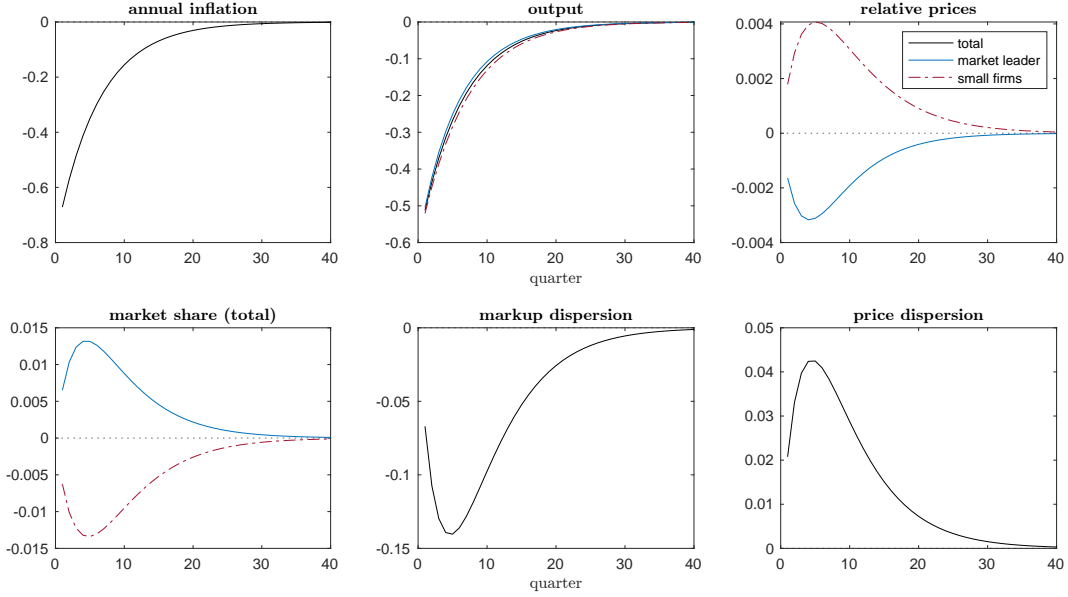 annual inflation
0
-0.2
-0.4
-0.6
-0.8
0 10 20 30 40
output
0
-0.1
-0.2
-0.3
-0.4
-0.5
-0.6
0 10 20 30 40
quarter
relative prices
0.004
0.002
0
-0.002
-0.004
0 10 20 30 40
total
market leader
small firms
market share (total)
0.015
0.01
0.005
0
-0.005
-0.01
-0.015
0 10 20 30 40
markup dispersion
0
-0.05
-0.1
-0.15
0 10 20 30 40
quarter
price dispersion
0.05
0.04
0.03
0.02
0.01
0
0 10 20 30 40